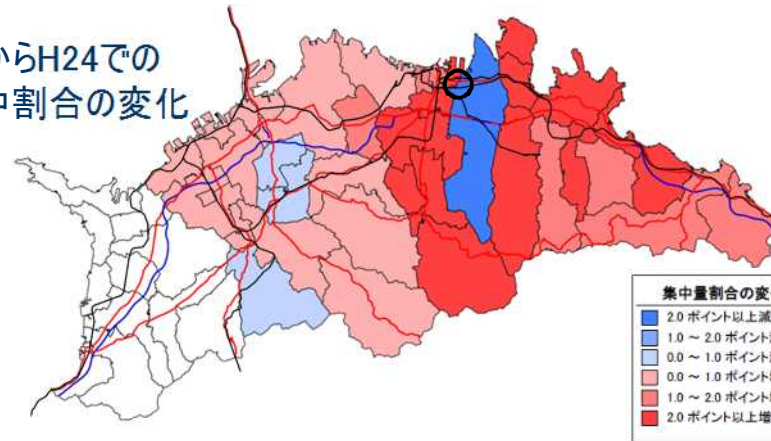 らH24での
割合の変化
集中量割合の変
2.0 ポイント以上減
1.0 ～ 2.0 ポイント
0.0 ～ 1.0 ポイント
0.0 ～ 1.0 ポイント
1.0 ～ 2.0 ポイント
2.0 ポイント以上増